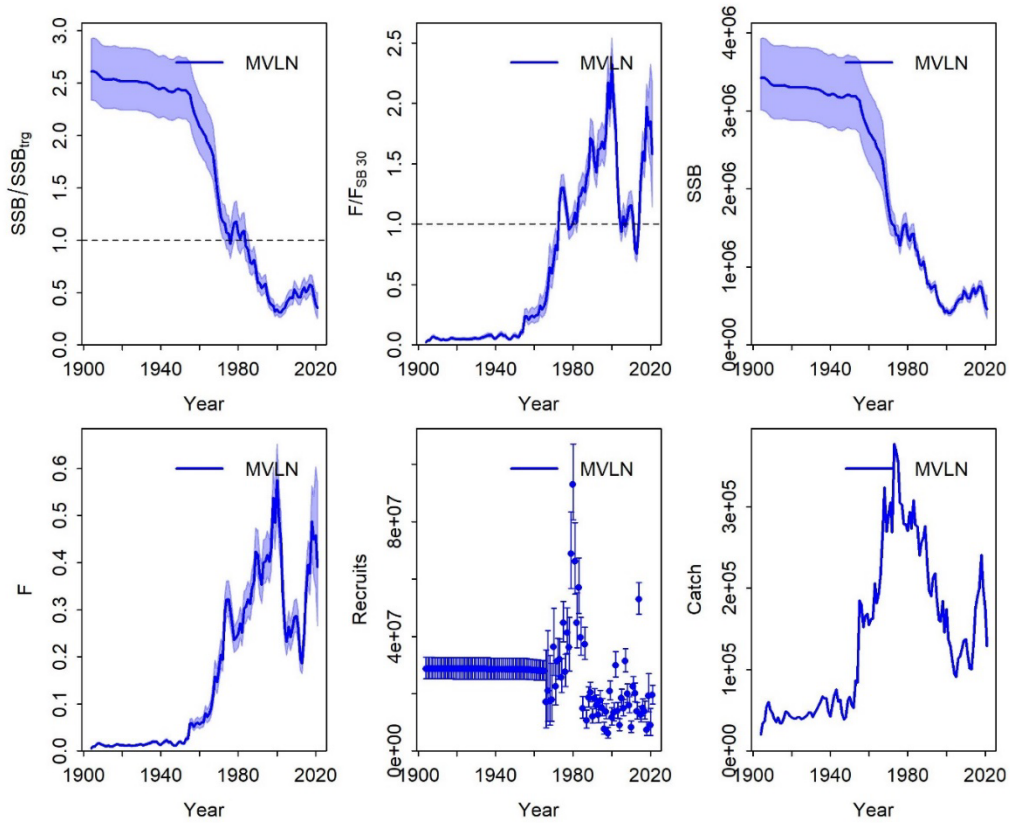 SSB/SSBtrg
0.0 0.5 1.0 1.5 2.0 2.5 3.0
MVLN
1900 1940 1980 2020
Year
F/FSB30
0.0 0.5 1.0 1.5 2.0 2.5
MVLN
1900 1940 1980 2020
Year
SSB
0e+00 1e+06 2e+06 3e+06 4e+06
MVLN
1900 1940 1980 2020
Year
F
0.0 0.1 0.2 0.3 0.4 0.5 0.6
MVLN
1900 1940 1980 2020
Year
Recruits
0e+00 4e+07 8e+07
MVLN
1900 1940 1980 2020
Year
Catch
0e+00 1e+05 2e+05 3e+05
MVLN
1900 1940 1980 2020
Year